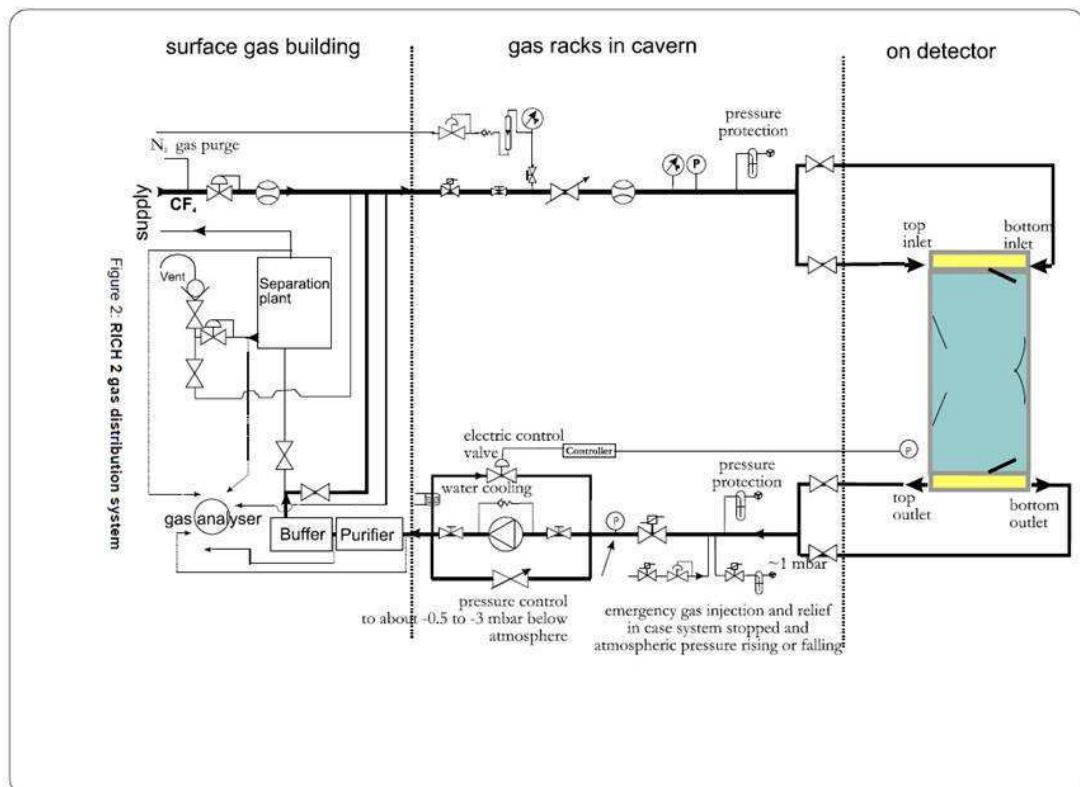 surface gas building
gas racks in cavern
on detector
N₂ gas purge
CF₄
supply
pressure
protection
P
top
inlet
bottom
inlet
Vent
Separation
plant
Figure 2: RICH 2 gas distribution system
electric control
valve
Controller
P
water cooling
pressure
protection
P
top
outlet
bottom
outlet
gas analyser
Buffer
Purifier
~1 mbar
pressure control
to about -0.5 to -3 mbar below
atmosphere
emergency gas injection and relief
in case system stopped and
atmospheric pressure rising or falling